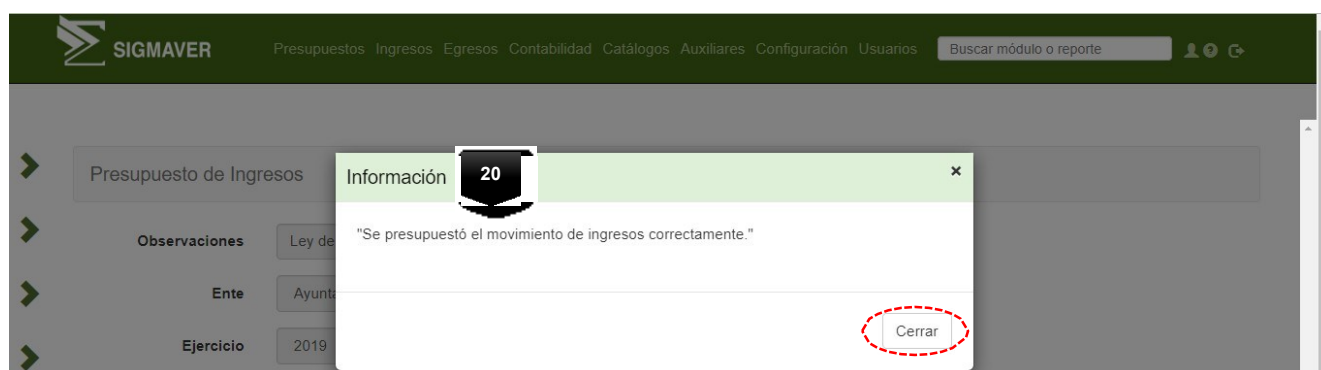 SIGMAVER Presupuestos Ingresos Egresos Contabilidad Catálogos Auxiliares Configuración Usuarios Buscar módulo o reporte
Presupuesto de Ingresos
Información 20 ×
Observaciones Ley de
"Se presupuestó el movimiento de ingresos correctamente."
Ente Ayunta
Cerrar
Ejercicio 2019